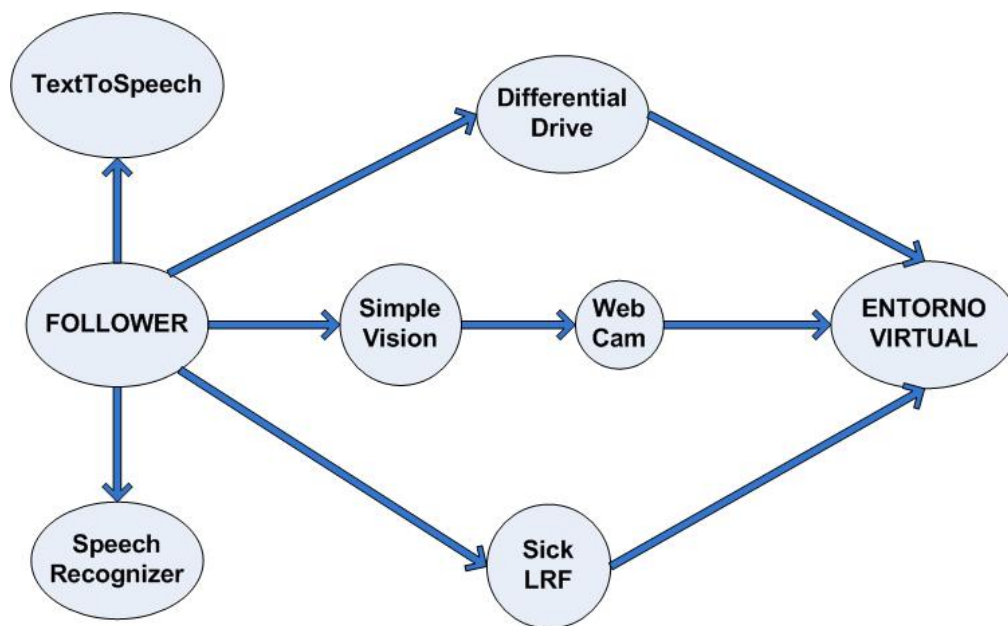 TextToSpeech
Differential
Drive
FOLLOWER
Simple
Vision
Web
Cam
ENTORNO
VIRTUAL
Speech
Recognizer
Sick
LRF